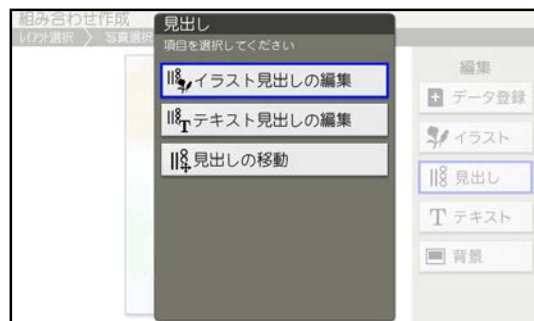 組み合わせ作成
レイアウト選択 〉 写真選択
見出し
項目を選択してください
イラスト見出しの編集
テキスト見出しの編集
見出しの移動
編集
データ登録
イラスト
見出し
T テキスト
背景